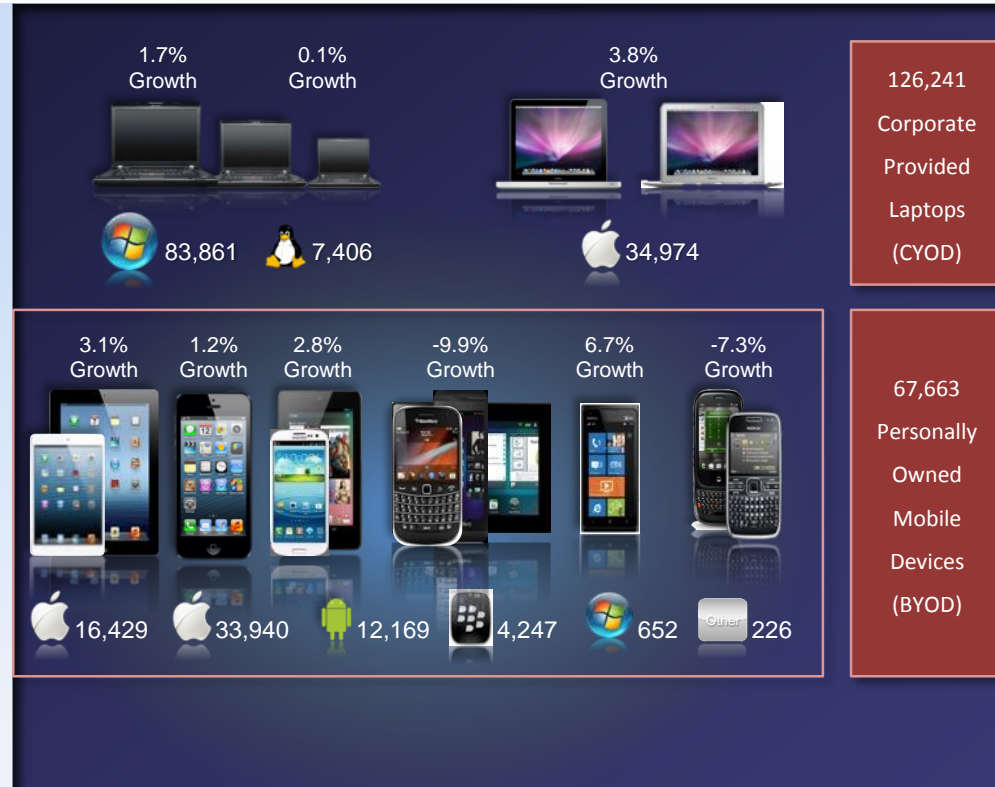 1.7%
Growth
0.1%
Growth
3.8%
Growth
126,241
Corporate
Provided
Laptops
(CYOD)
83,861
7,406
34,974
3.1%
Growth
1.2%
Growth
2.8%
Growth
-9.9%
Growth
6.7%
Growth
-7.3%
Growth
67,663
Personally
Owned
Mobile
Devices
(BYOD)
16,429
33,940
12,169
4,247
652
Other
226